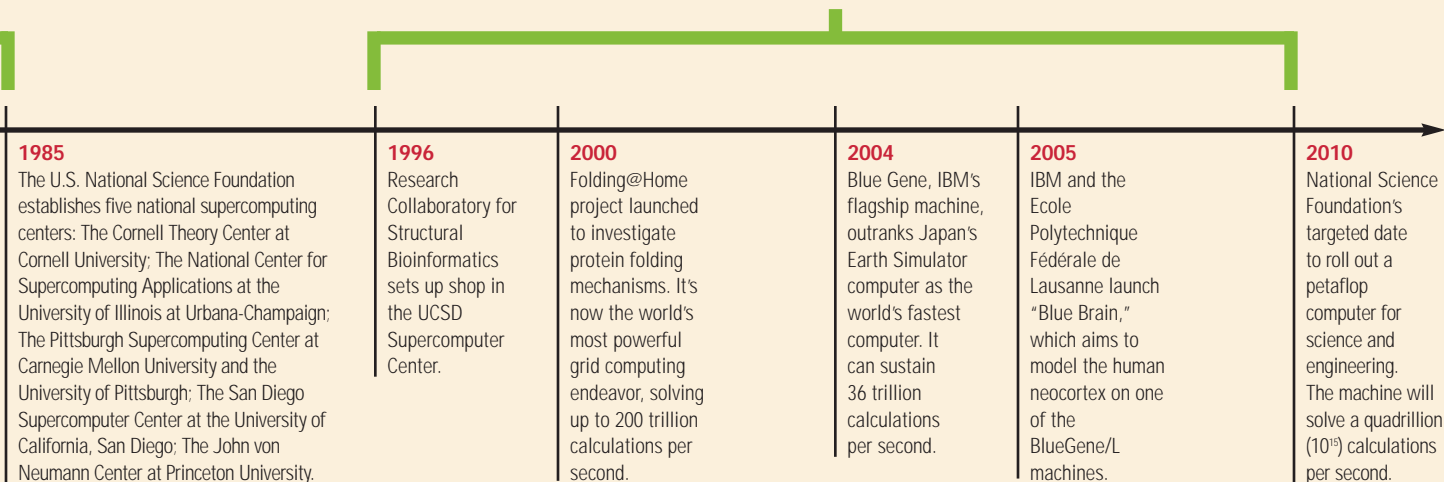 1985
The U.S. National Science Foundation
establishes five national supercomputing
centers: The Cornell Theory Center at
Cornell University; The National Center for
Supercomputing Applications at the
University of Illinois at Urbana-Champaign;
The Pittsburgh Supercomputing Center at
Carnegie Mellon University and the
University of Pittsburgh; The San Diego
Supercomputer Center at the University of
California, San Diego; The John von
Neumann Center at Princeton University.
1996
Research
Collaboratory for
Structural
Bioinformatics
sets up shop in
the UCSD
Supercomputer
Center.
2000
Folding@Home
project launched
to investigate
protein folding
mechanisms. It's
now the world's
most powerful
grid computing
endeavor, solving
up to 200 trillion
calculations per
second.
2004
Blue Gene, IBM's
flagship machine,
outranks Japan's
Earth Simulator
computer as the
world's fastest
computer. It
can sustain
36 trillion
calculations
per second.
2005
IBM and the
Ecole
Polytechnique
Fédérale de
Lausanne launch
"Blue Brain,"
which aims to
model the human
neocortex on one
of the
BlueGene/L
machines.
2010
National Science
Foundation's
targeted date
to roll out a
petaflop
computer for
science and
engineering.
The machine will
solve a quadrillion
(10¹⁵) calculations
per second.